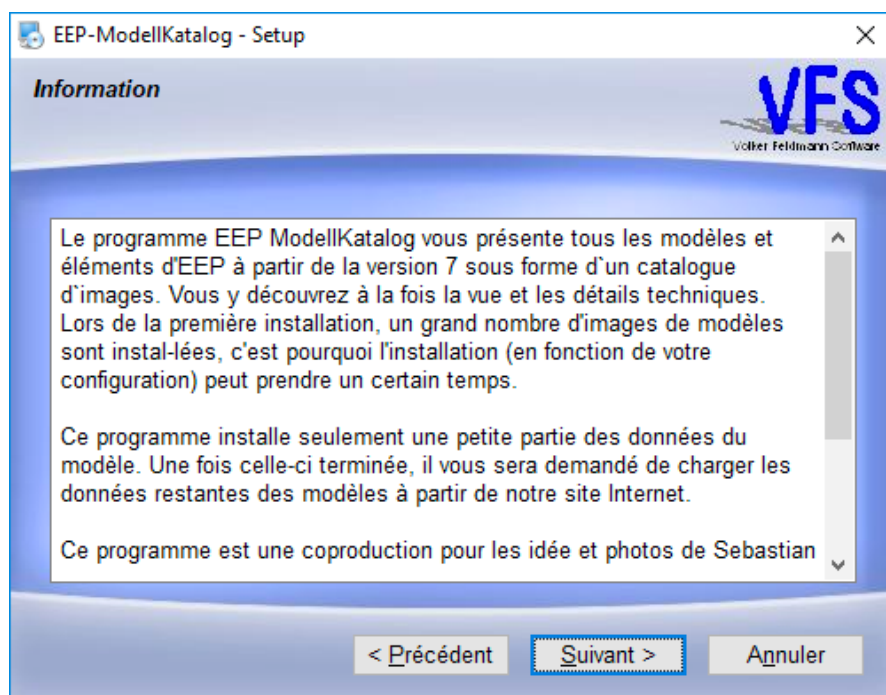 EEP-ModellKatalog - Setup
Information
VFS
Volker Feldmann Software
Le programme EEP ModellKatalog vous présente tous les modèles et
éléments d'EEP à partir de la version 7 sous forme d`un catalogue
d`images. Vous y découvrez à la fois la vue et les détails techniques.
Lors de la première installation, un grand nombre d'images de modèles
sont instal-lées, c'est pourquoi l'installation (en fonction de votre
configuration) peut prendre un certain temps.
Ce programme installe seulement une petite partie des données du
modèle. Une fois celle-ci terminée, il vous sera demandé de charger les
données restantes des modèles à partir de notre site Internet.
Ce programme est une coproduction pour les idée et photos de Sebastian
< Précédent
Suivant >
Annuler